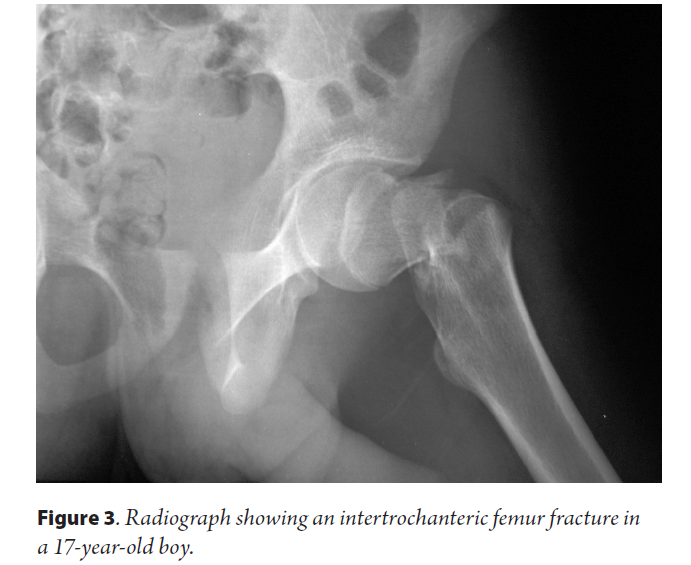 Figure 3. Radiograph showing an intertrochanteric femur fracture in
a 17-year-old boy.